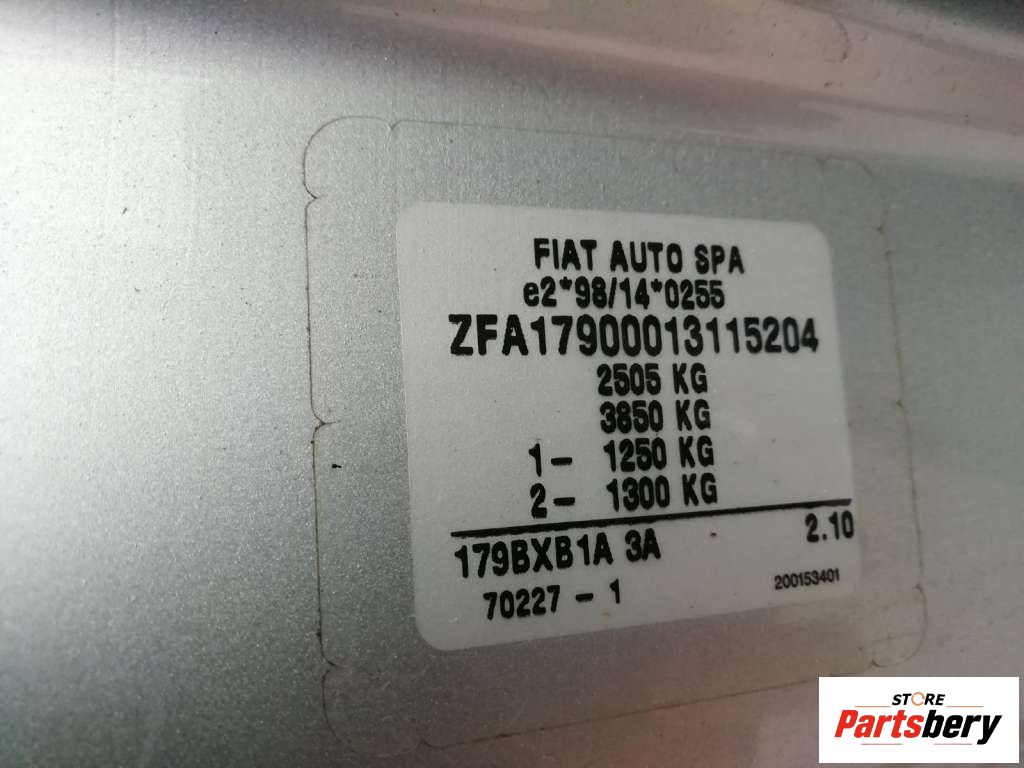 FIAT AUTO SPA
e2*98/14*0255
ZFA17900013115204
2505 KG
3850 KG
1- 1250 KG
2- 1300 KG
179BXB1A 3A 2.10
70227 - 1 200153401
STORE
Partsbery